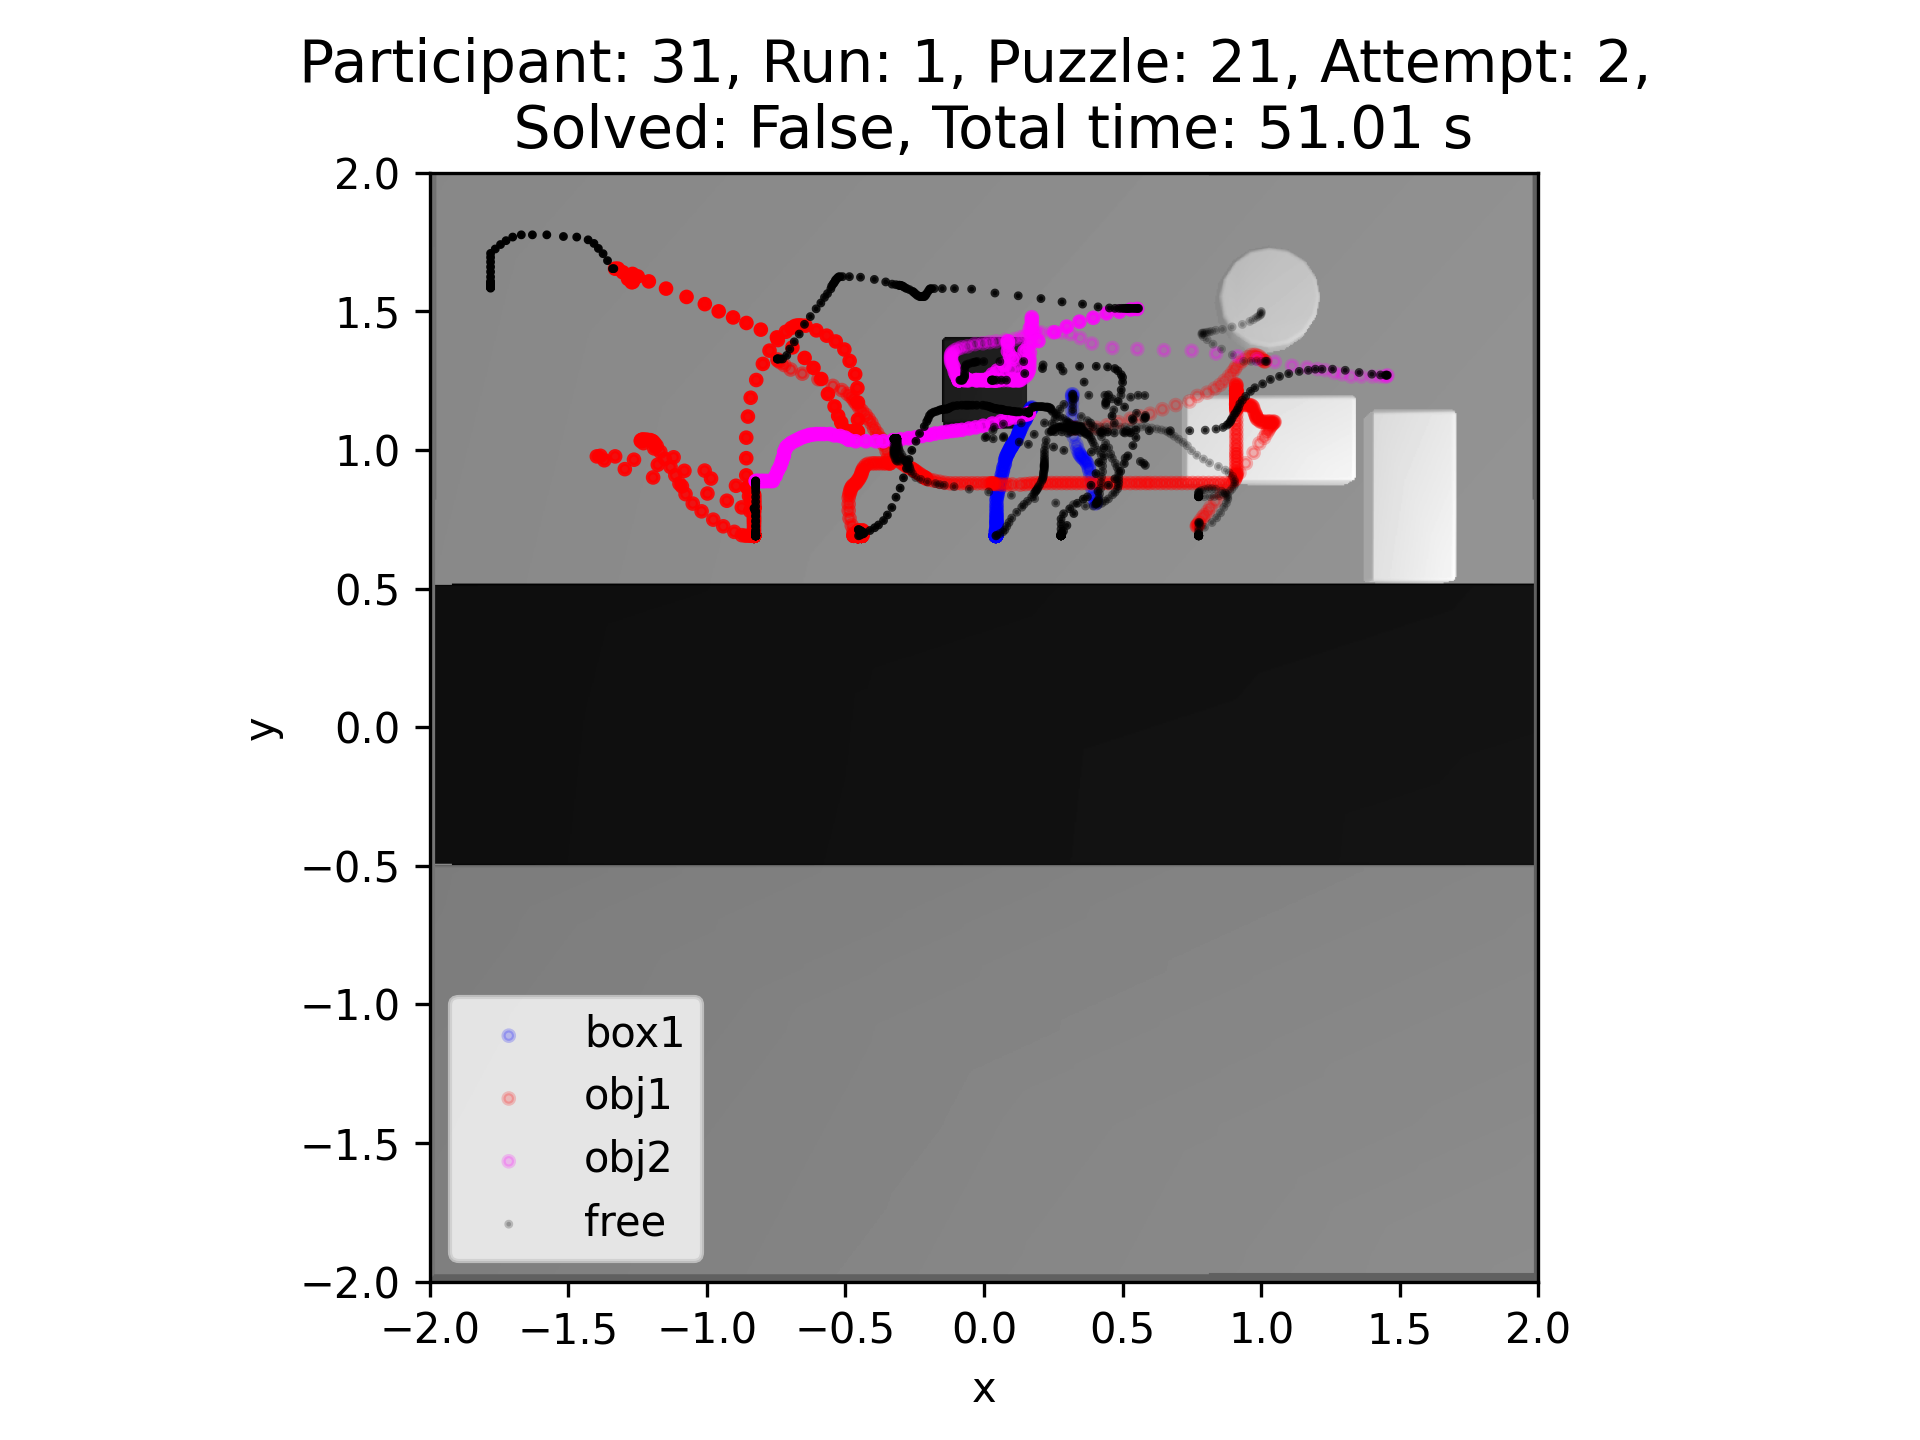 Participant: 31, Run: 1, Puzzle: 21, Attempt: 2,
Solved: False, Total time: 51.01 s
2.0
1.5
1.0
0.5
0.0
−0.5
−1.0
−1.5
−2.0
y
box1
obj1
obj2
free
−2.0 −1.5 −1.0 −0.5 0.0 0.5 1.0 1.5 2.0
x